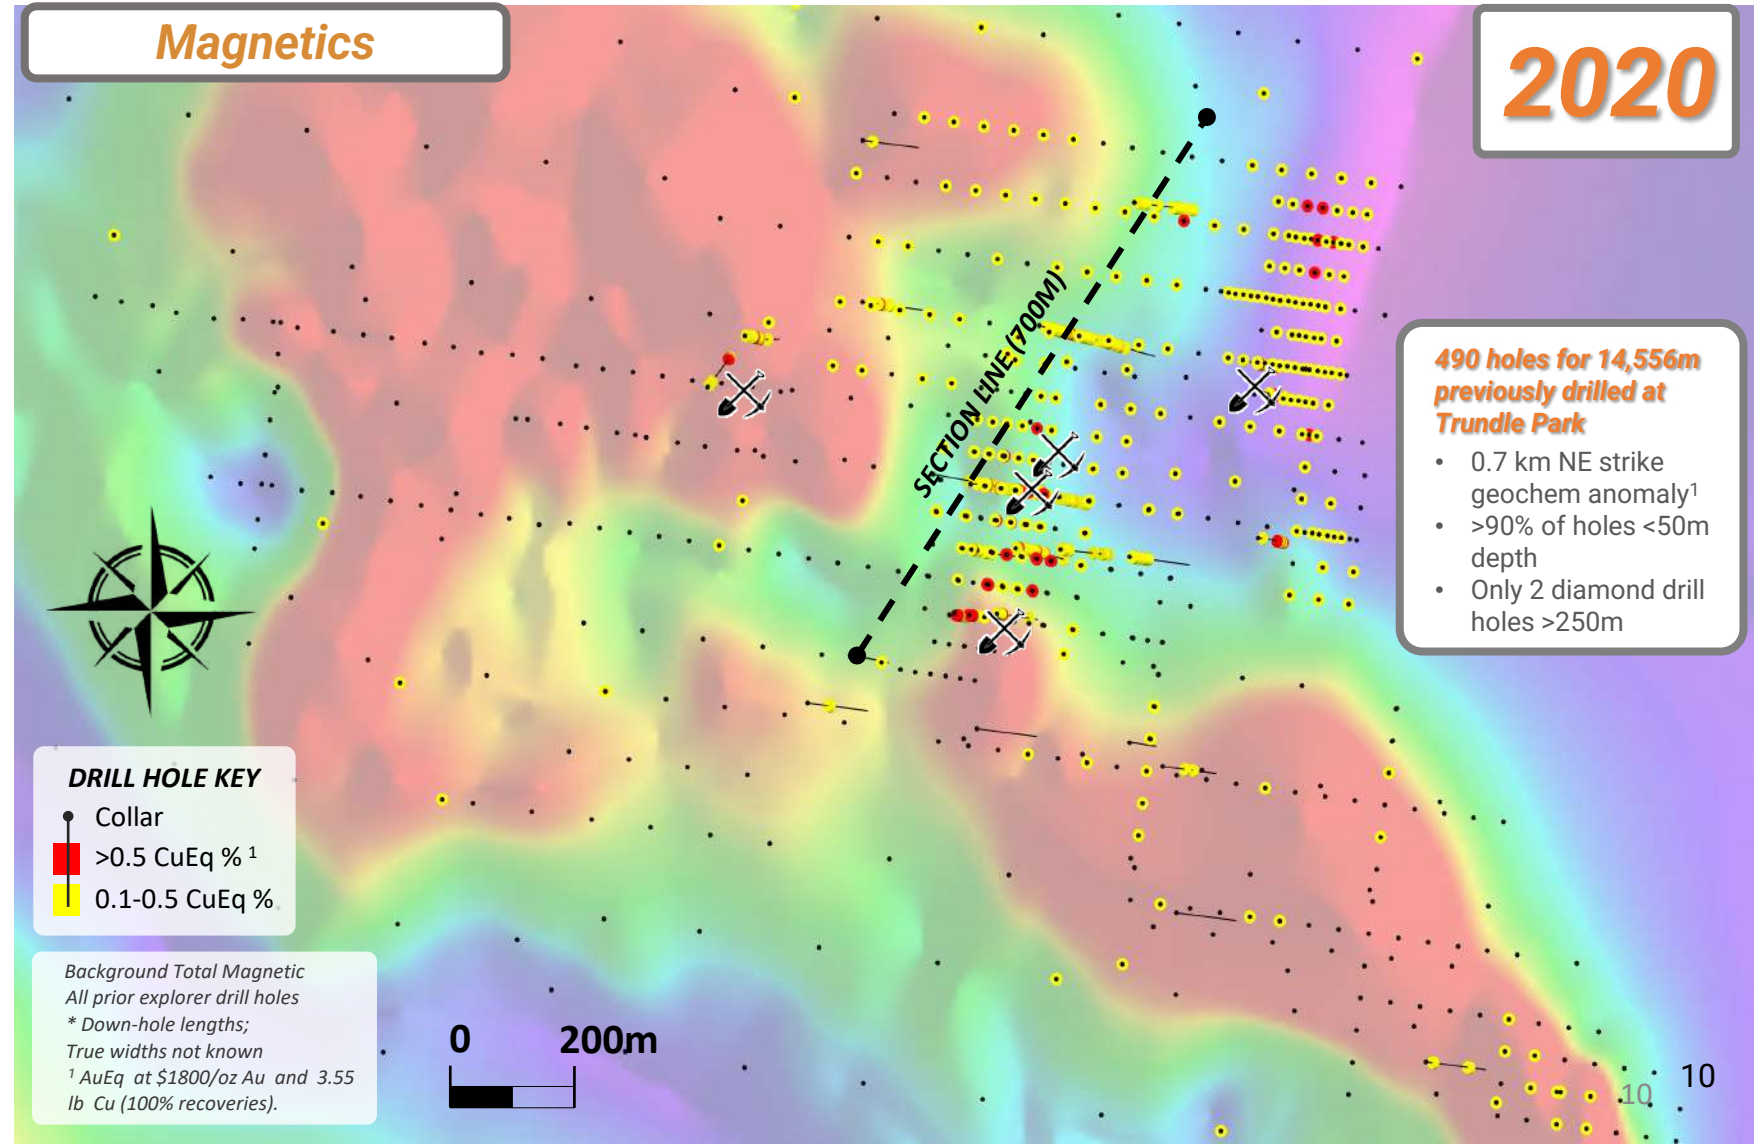 Magnetics
2020
SECTION LINE (700M)
490 holes for 14,556m
previously drilled at
Trundle Park
• 0.7 km NE strike
geochem anomaly¹
• >90% of holes <50m
depth
• Only 2 diamond drill
holes >250m
DRILL HOLE KEY
Collar
>0.5 CuEq % ¹
0.1-0.5 CuEq %
Background Total Magnetic
All prior explorer drill holes
* Down-hole lengths;
True widths not known
¹ AuEq at $1800/oz Au and 3.55
lb Cu (100% recoveries).
0 200m
10
10